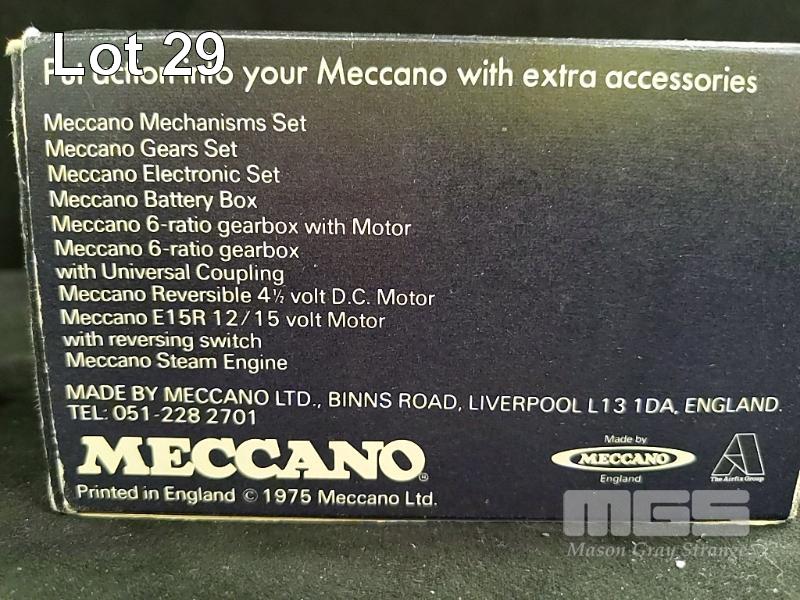 Lot 29
Put action into your Meccano with extra accessories
Meccano Mechanisms Set
Meccano Gears Set
Meccano Electronic Set
Meccano Battery Box
Meccano 6-ratio gearbox with Motor
Meccano 6-ratio gearbox
with Universal Coupling
Meccano Reversible 4½ volt D.C. Motor
Meccano E15R 12/15 volt Motor
with reversing switch
Meccano Steam Engine
MADE BY MECCANO LTD., BINNS ROAD, LIVERPOOL L13 1DA, ENGLAND.
TEL: 051-228 2701
MECCANO
Printed in England © 1975 Meccano Ltd.
Made by
MECCANO
England
The Airfix Group
MGS
Mason Gray Strange